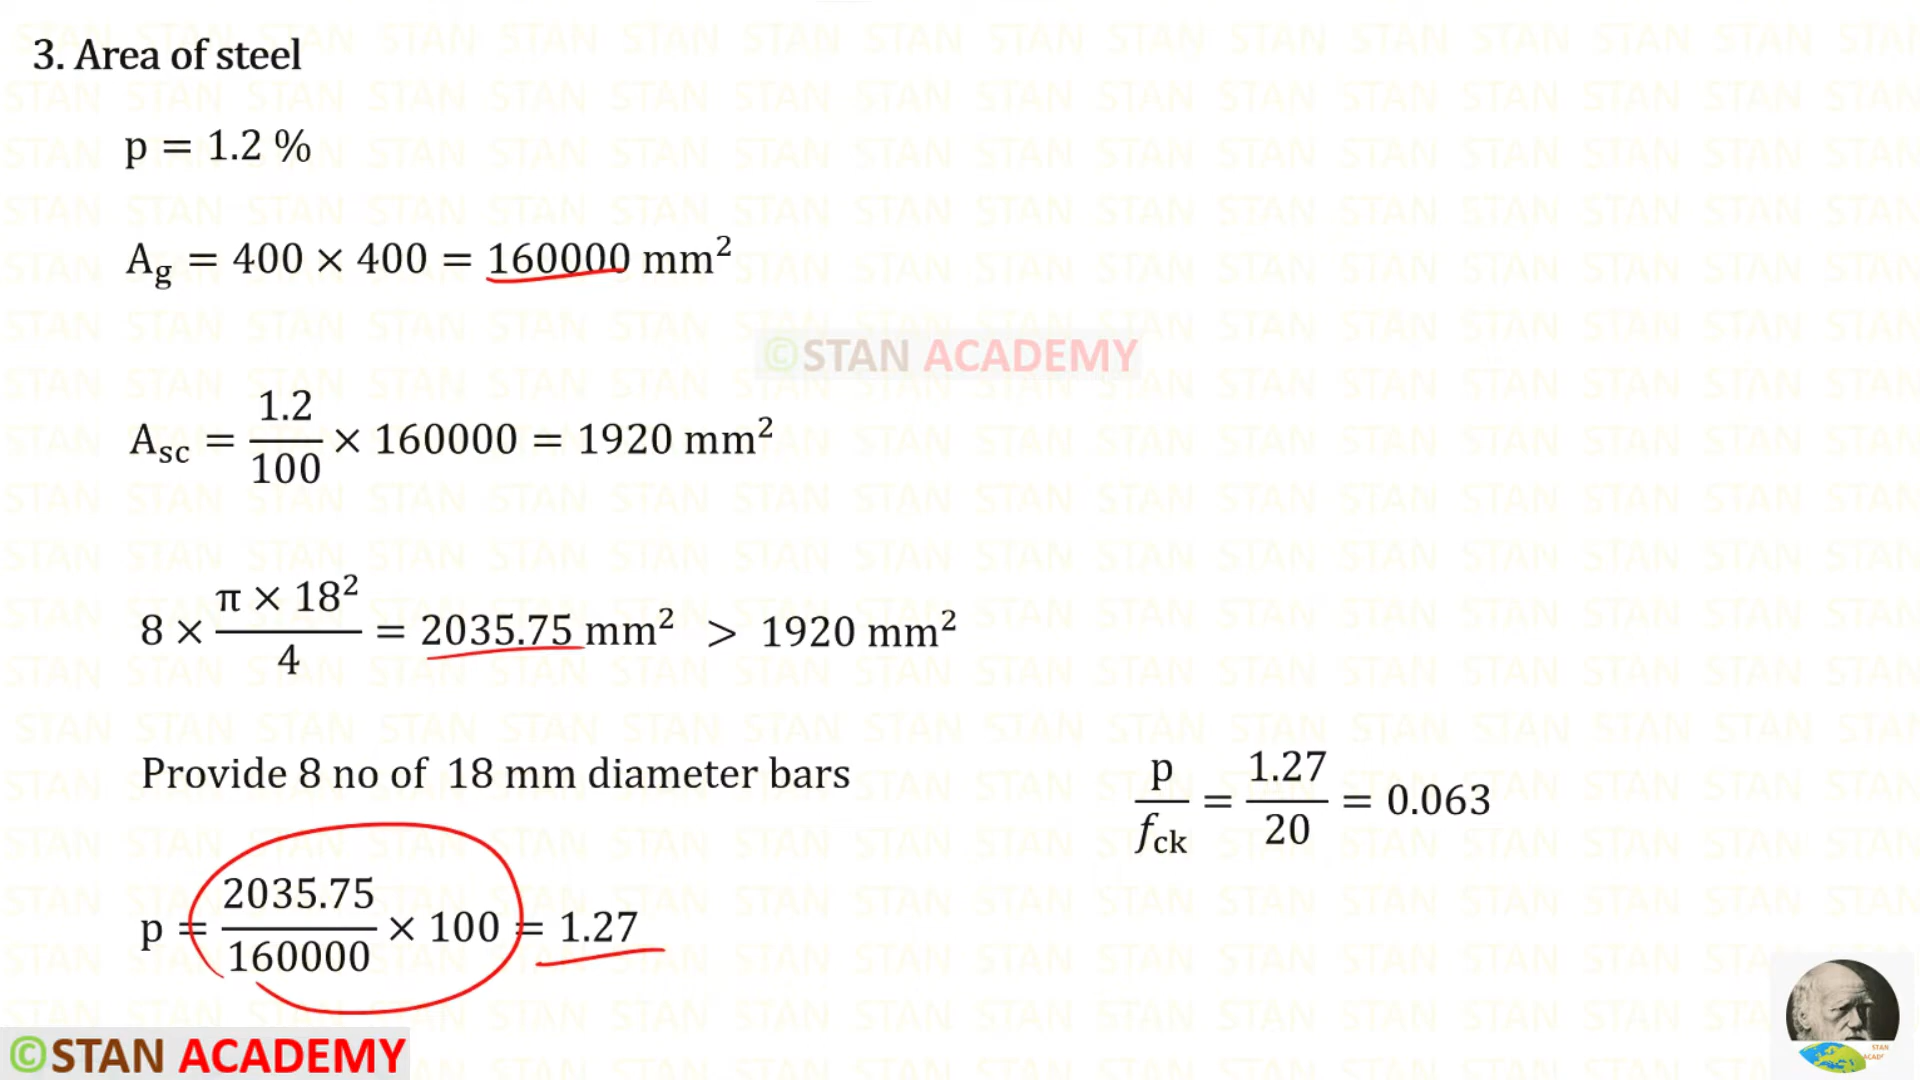 3. Area of steel
p = 1.2 %
A_g = 400 × 400 = 160000 mm²
©STAN ACADEMY
A_sc = 1.2/100 × 160000 = 1920 mm²
8 × (π × 18²)/4 = 2035.75 mm² > 1920 mm²
Provide 8 no of 18 mm diameter bars
p/f_ck = 1.27/20 = 0.063
p = 2035.75/160000 × 100 = 1.27
©STAN ACADEMY
STAN